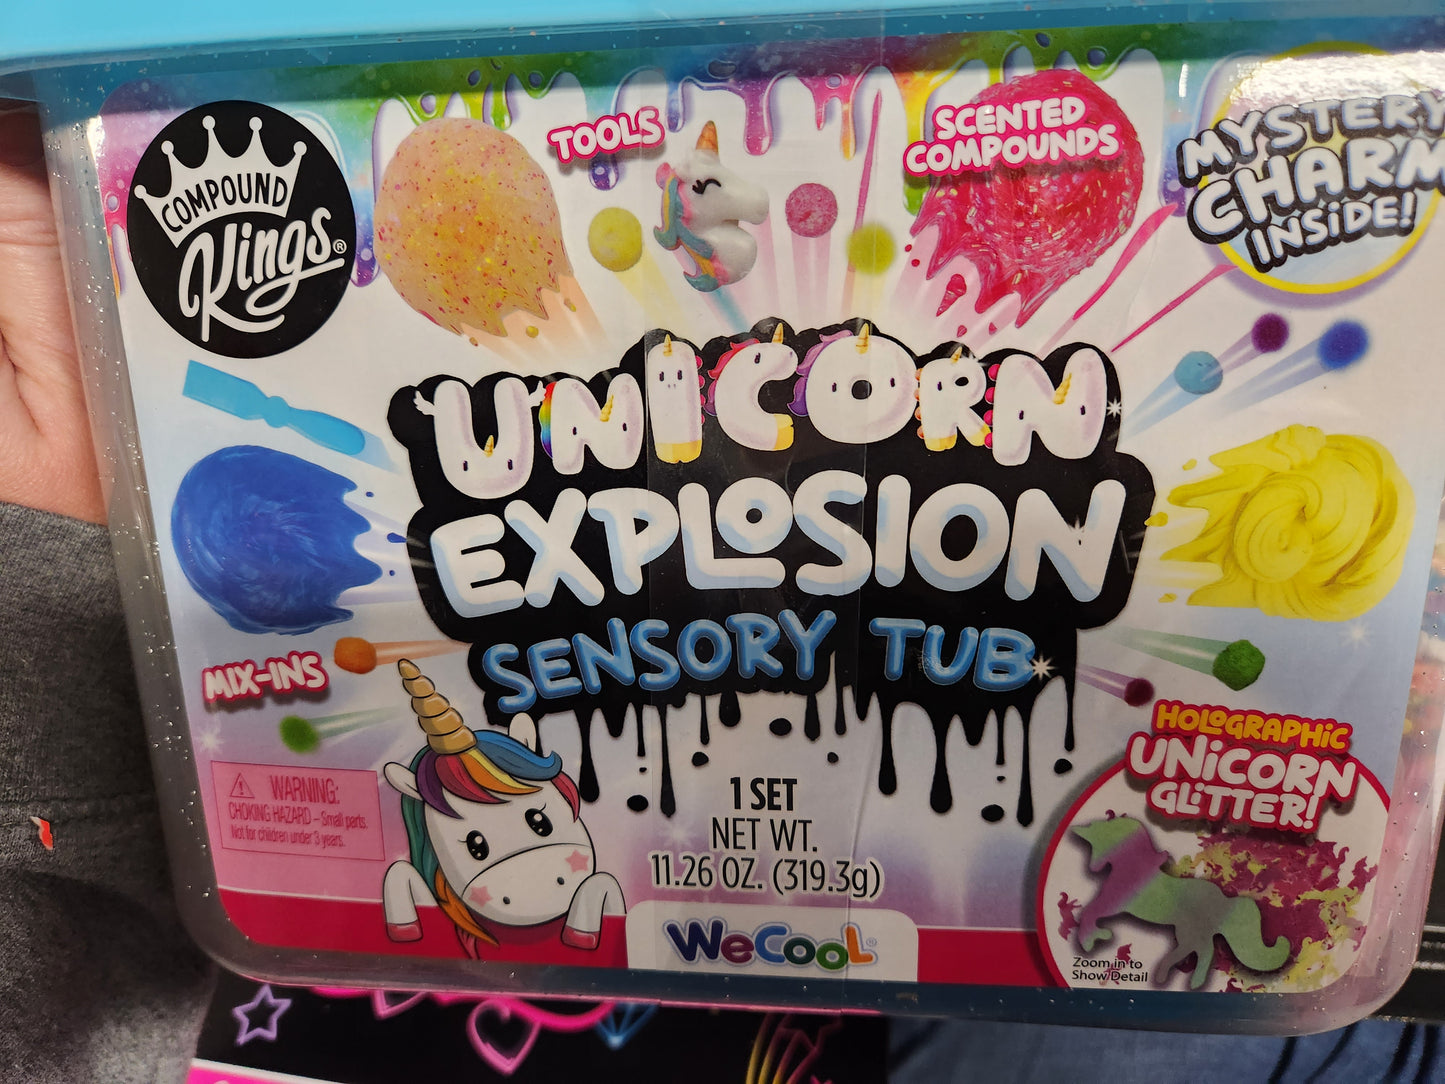 COMPOUND
Kings®
TOOLS
SCENTED
COMPOUNDS
MYSTERY
CHARM
INSIDE!
UNICORN
EXPLOSION
SENSORY TUB
MIX-INS
WARNING:
CHOKING HAZARD – Small parts.
Not for children under 3 years.
1 SET
NET WT.
11.26 OZ. (319.3g)
WeCooL®
HOLOGRAPHIC
UNICORN
GLITTER!
Zoom in to
Show Detail